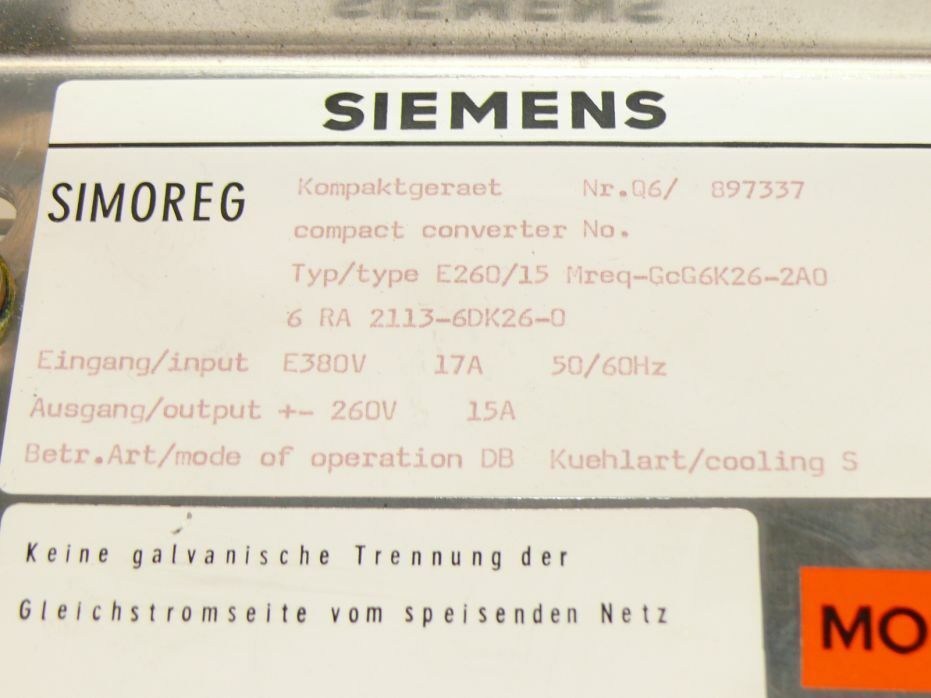 SIEMENS
SIMOREG Kompaktgeraet Nr.Q6/ 897337
compact converter No.
Typ/type E260/15 Mreq-GcG6K26-2A0
6 RA 2113-6DK26-0
Eingang/input E380V 17A 50/60Hz
Ausgang/output +- 260V 15A
Betr.Art/mode of operation DB Kuehlart/cooling S
Keine galvanische Trennung der
Gleichstromseite vom speisenden Netz
MO